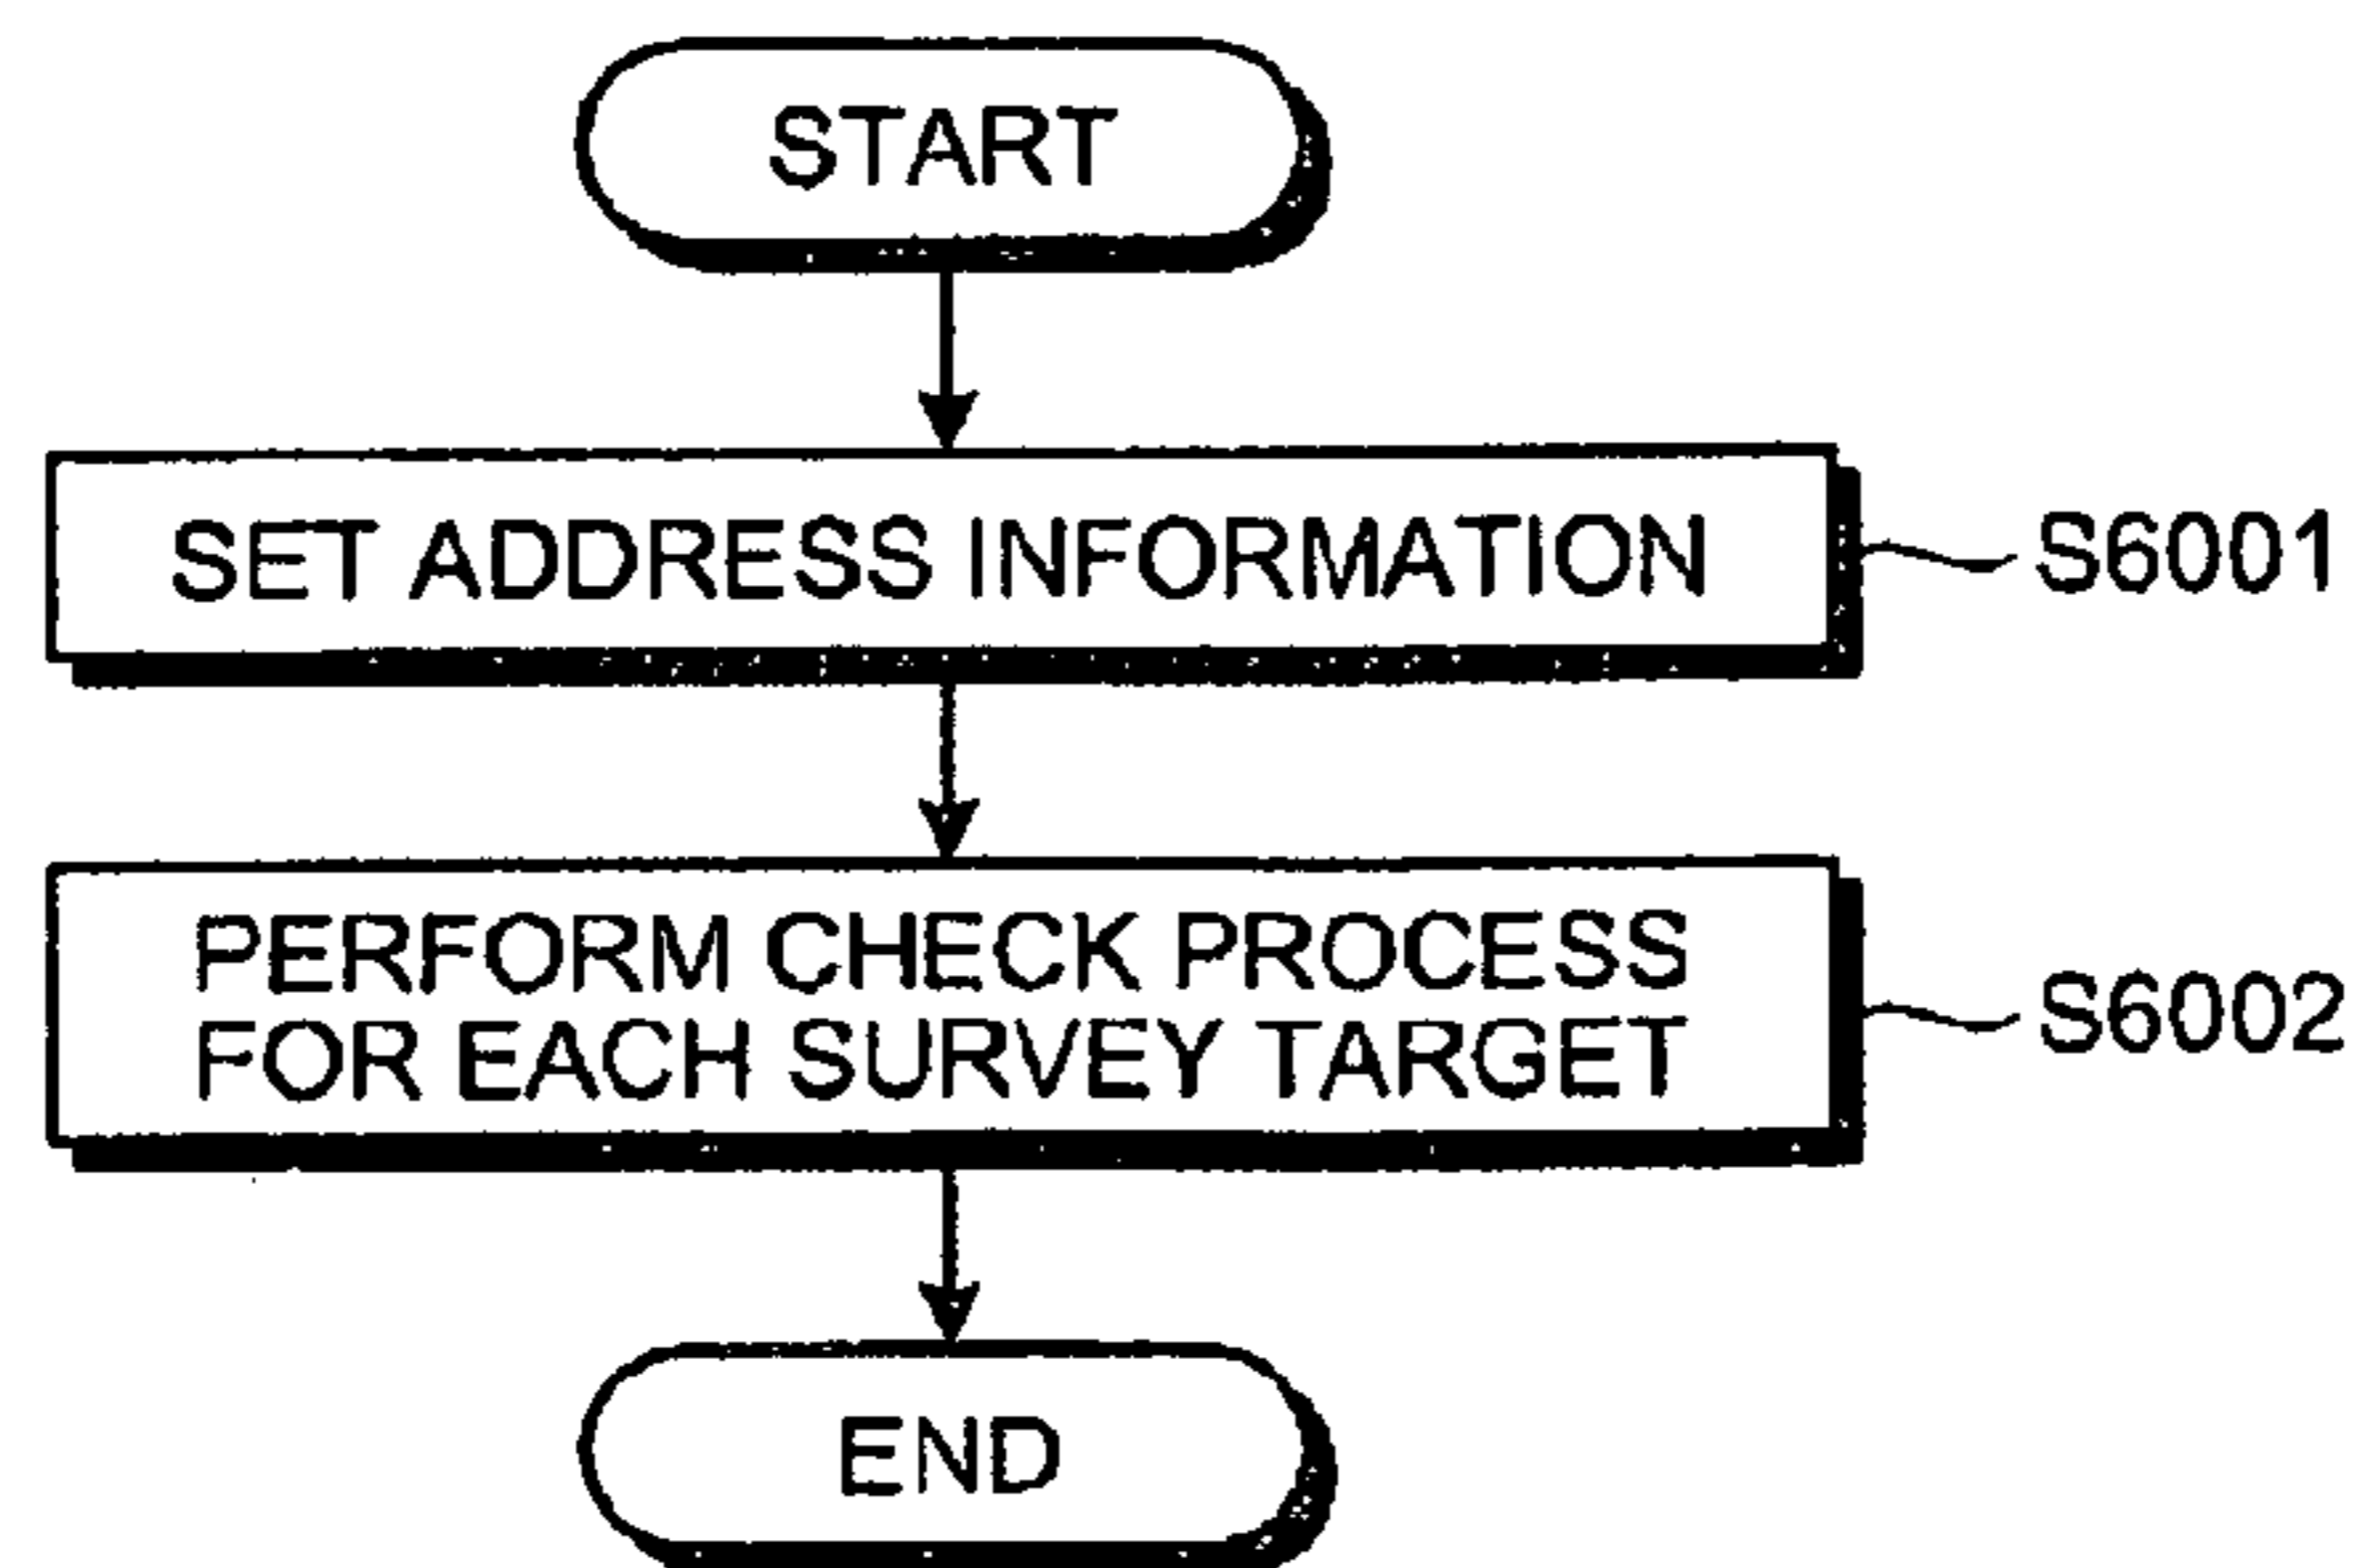 START
SET ADDRESS INFORMATION
S6001
PERFORM CHECK PROCESS
FOR EACH SURVEY TARGET
S6002
END